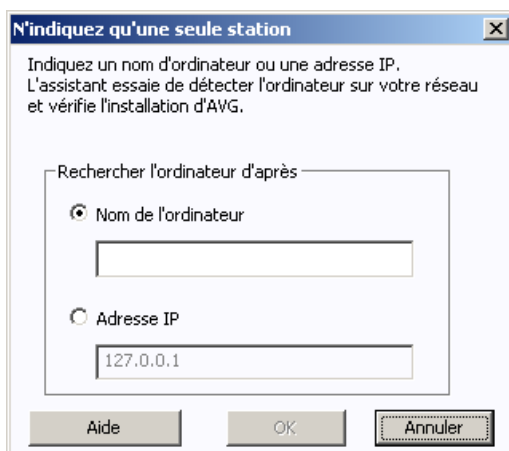 N'indiquez qu'une seule station
Indiquez un nom d'ordinateur ou une adresse IP.
L'assistant essaie de détecter l'ordinateur sur votre réseau
et vérifie l'installation d'AVG.
Rechercher l'ordinateur d'après
Nom de l'ordinateur
Adresse IP
127.0.0.1
Aide
OK
Annuler